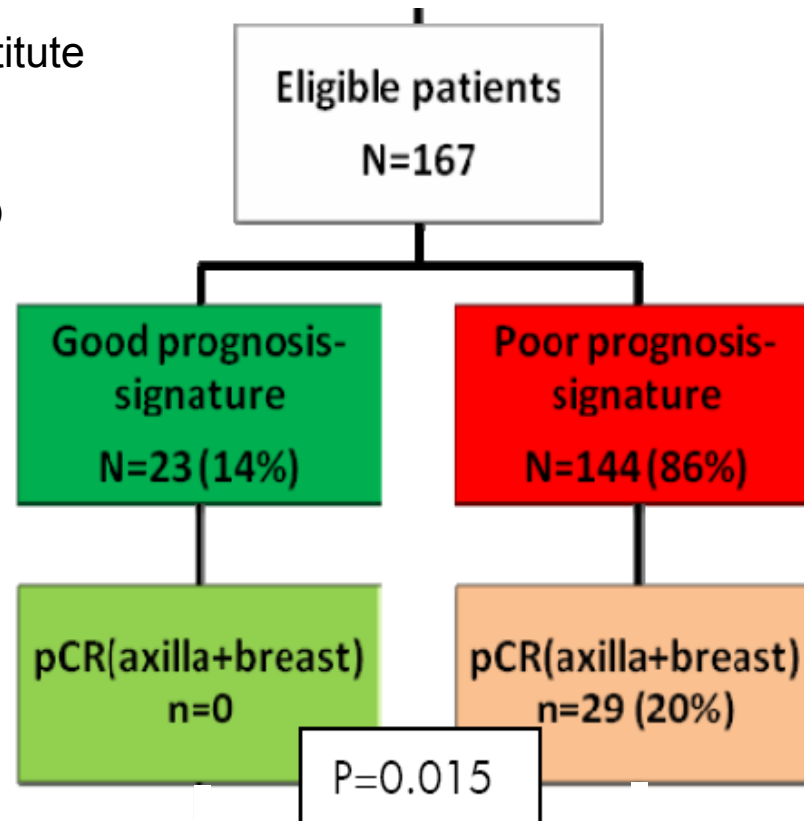 titute
)
Eligible patients
N=167
Good prognosis-
signature
N=23 (14%)
Poor prognosis-
signature
N=144 (86%)
pCR(axilla+breast)
n=0
pCR(axilla+breast)
n=29 (20%)
P=0.015